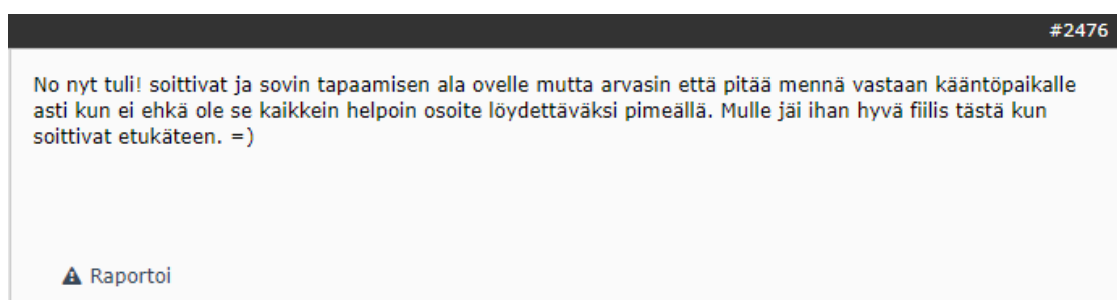 #2476
No nyt tuli! soittivat ja sovin tapaamisen ala ovelle mutta arvasin että pitää mennä vastaan kääntöpaikalle
asti kun ei ehkä ole se kaikkein helpoin osoite löydettäväksi pimeällä. Mulle jäi ihan hyvä fiilis tästä kun
soittivat etukäteen. =)
Raportoi